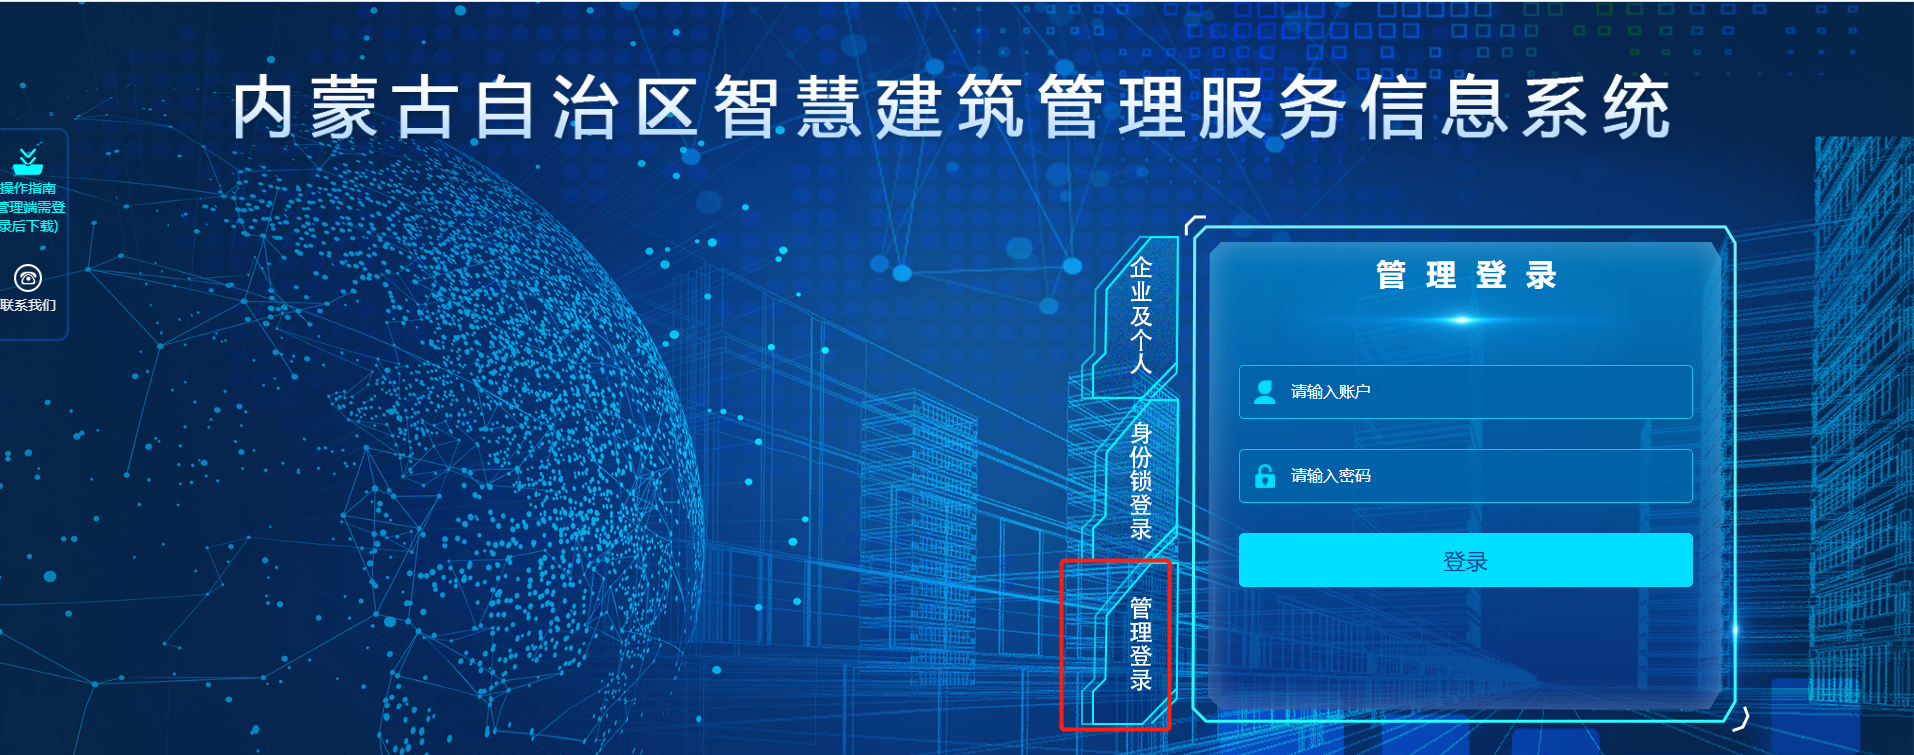 内蒙古自治区智慧建筑管理服务信息系统
操作指南
管理端需登
录后下载)
联系我们
企业及个人
身份锁登录
管理登录
管理登录
请输入账户
请输入密码
登录